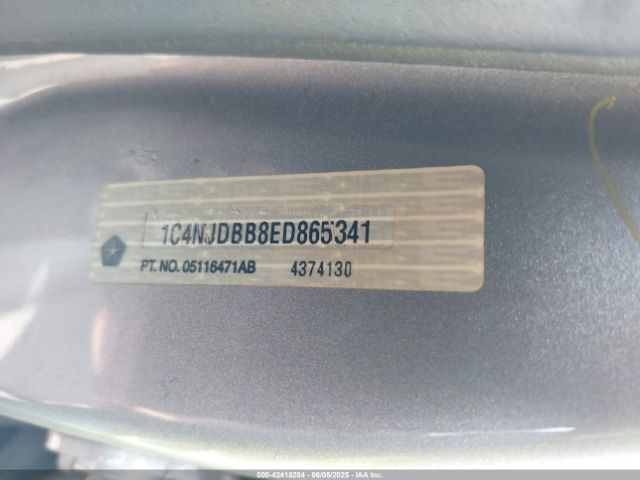 1C4NJDBB8ED865341
PT. NO. 05116471AB 4374130
000-42418284 - 06/05/2025 - IAA Inc.